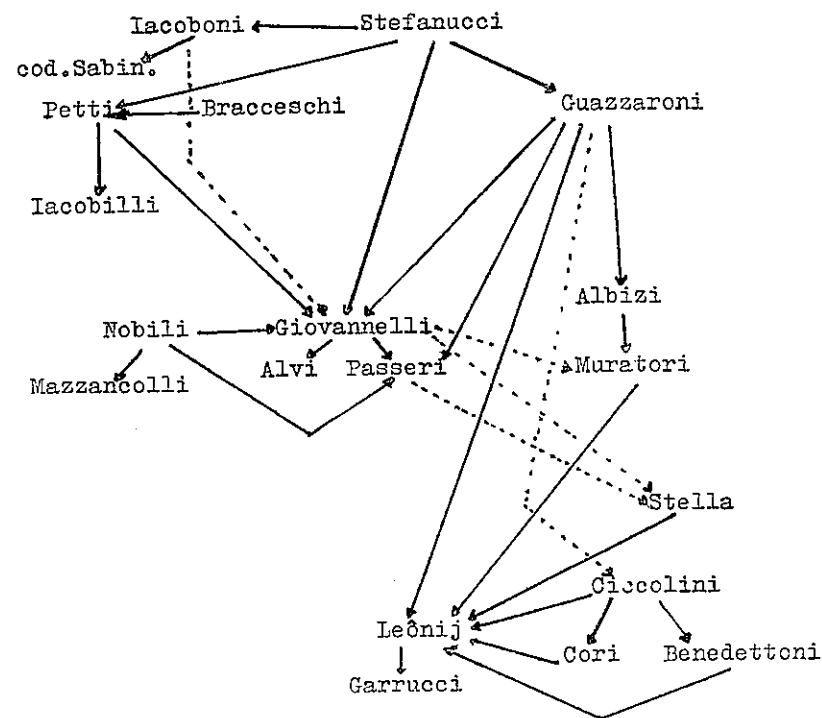 Iacoboni Stefanucci
cod.Sabin.
Petti Bracceschi Guazzaroni
Iacobilli
Albizi
Nobili Giovannelli
Alvi Passeri Muratori
Mazzancolli
Stella
Ciccolini
Leônij
Cori Benedettoni
Garrucci